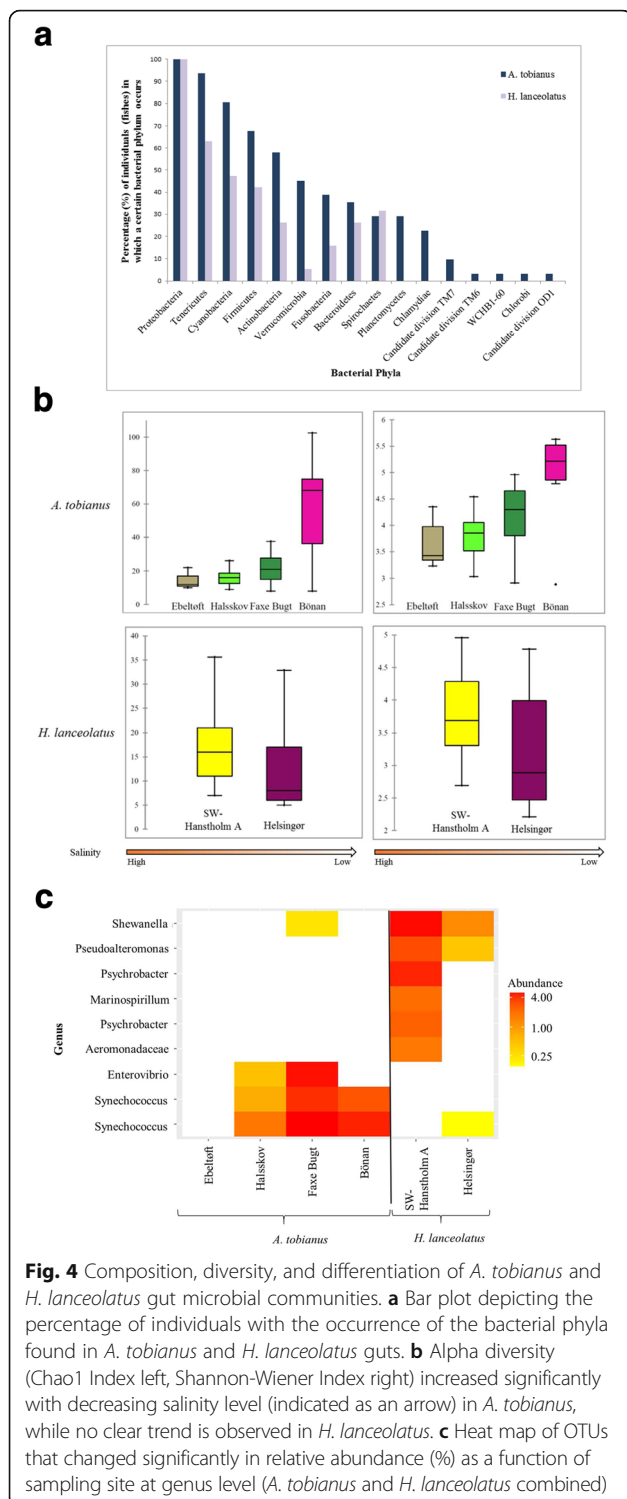 a
100
90
80
70
60
50
40
30
20
10
0
Percentage (%) of individuals (fishes) in
which a certain bacterial phylum occurs
A. tobianus
H. lanceolatus
Proteobacteria
Tenericutes
Cyanobacteria
Firmicutes
Actinobacteria
Verrucomicrobia
Fusobacteria
Bacteroidetes
Spirochaetes
Planctomycetes
Chlamydiae
Candidate division TM7
Candidate division TM6
WCHB1-60
Chlorobi
Candidate division OD1
Bacterial Phyla
b
A. tobianus
100
80
60
40
20
0
Ebeltøft
Halsskov
Faxe Bugt
Bönan
6
5.5
5
4.5
4
3.5
3
2.5
Ebeltøft
Halsskov
Faxe Bugt
Bönan
H. lanceolatus
40
35
30
25
20
15
10
5
0
SW-
Hanstholm A
Helsingør
5
4.5
4
3.5
3
2.5
2
SW-
Hanstholm A
Helsingør
Salinity
High
Low
High
Low
c
Genus
Shewanella
Pseudoalteromonas
Psychrobacter
Marinospirillum
Psychrobacter
Aeromonadaceae
Enterovibrio
Synechococcus
Synechococcus
Abundance
4.00
1.00
0.25
Ebeltøft
Halsskov
Faxe Bugt
Bönan
SW-
Hanstholm A
Helsingør
A. tobianus
H. lanceolatus
Fig. 4 Composition, diversity, and differentiation of A. tobianus and
H. lanceolatus gut microbial communities. a Bar plot depicting the
percentage of individuals with the occurrence of the bacterial phyla
found in A. tobianus and H. lanceolatus guts. b Alpha diversity
(Chao1 Index left, Shannon-Wiener Index right) increased significantly
with decreasing salinity level (indicated as an arrow) in A. tobianus,
while no clear trend is observed in H. lanceolatus. c Heat map of OTUs
that changed significantly in relative abundance (%) as a function of
sampling site at genus level (A. tobianus and H. lanceolatus combined)